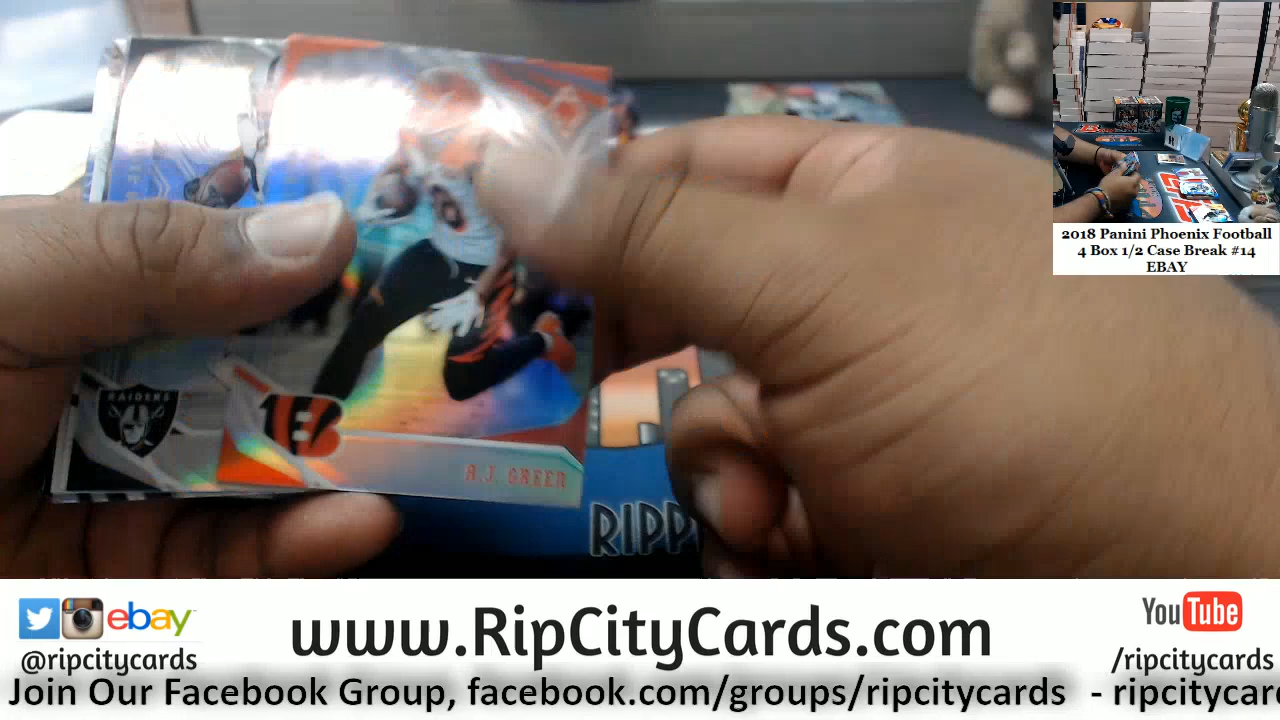 RAIDERS
A.J. GREEN
RIPP
2018 Panini Phoenix Football
4 Box 1/2 Case Break #14
EBAY
ebay
@ripcitycards
www.RipCityCards.com
YouTube
/ripcitycards
Join Our Facebook Group, facebook.com/groups/ripcitycards - ripcitycar